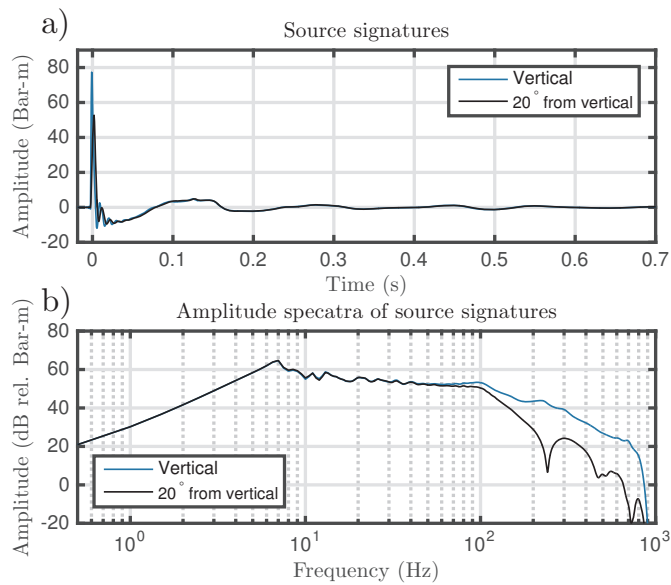 a)
Source signatures
Amplitude (Bar-m)
80
60
40
20
0
-20
Vertical
20° from vertical
0 0.1 0.2 0.3 0.4 0.5 0.6 0.7
Time (s)
b)
Amplitude specatra of source signatures
Amplitude (dB rel. Bar-m)
80
60
40
20
0
-20
Vertical
20° from vertical
10⁰ 10¹ 10² 10³
Frequency (Hz)